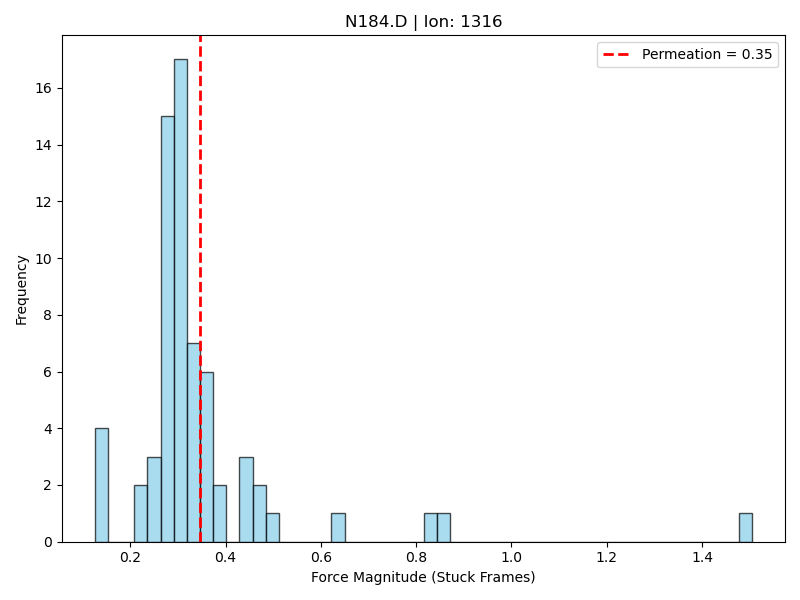 N184.D | Ion: 1316
Permeation = 0.35
16
14
12
10
8
6
4
2
0
Frequency
0.2 0.4 0.6 0.8 1.0 1.2 1.4
Force Magnitude (Stuck Frames)